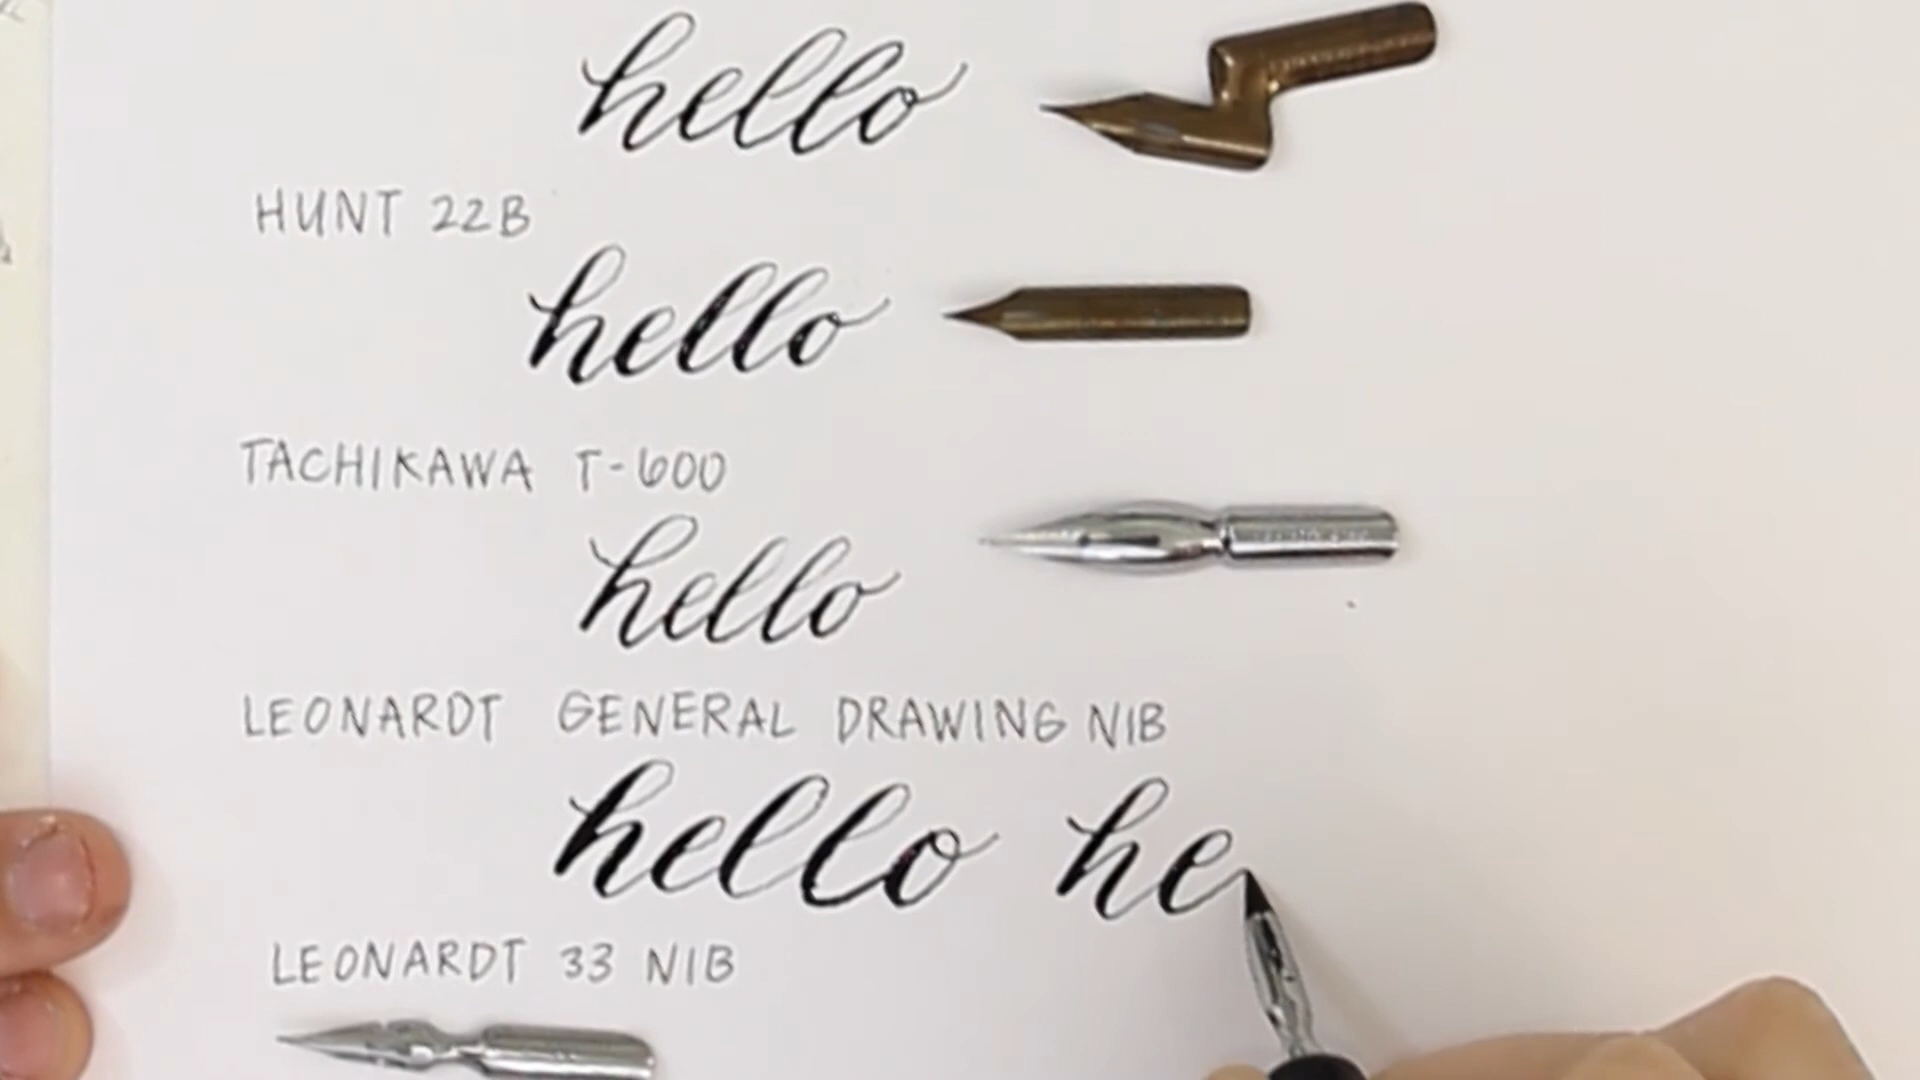 hello
HUNT 22B
hello
TACHIKAWA T-600
hello
LEONARDT GENERAL DRAWING NIB
hello he
LEONARDT 33 NIB